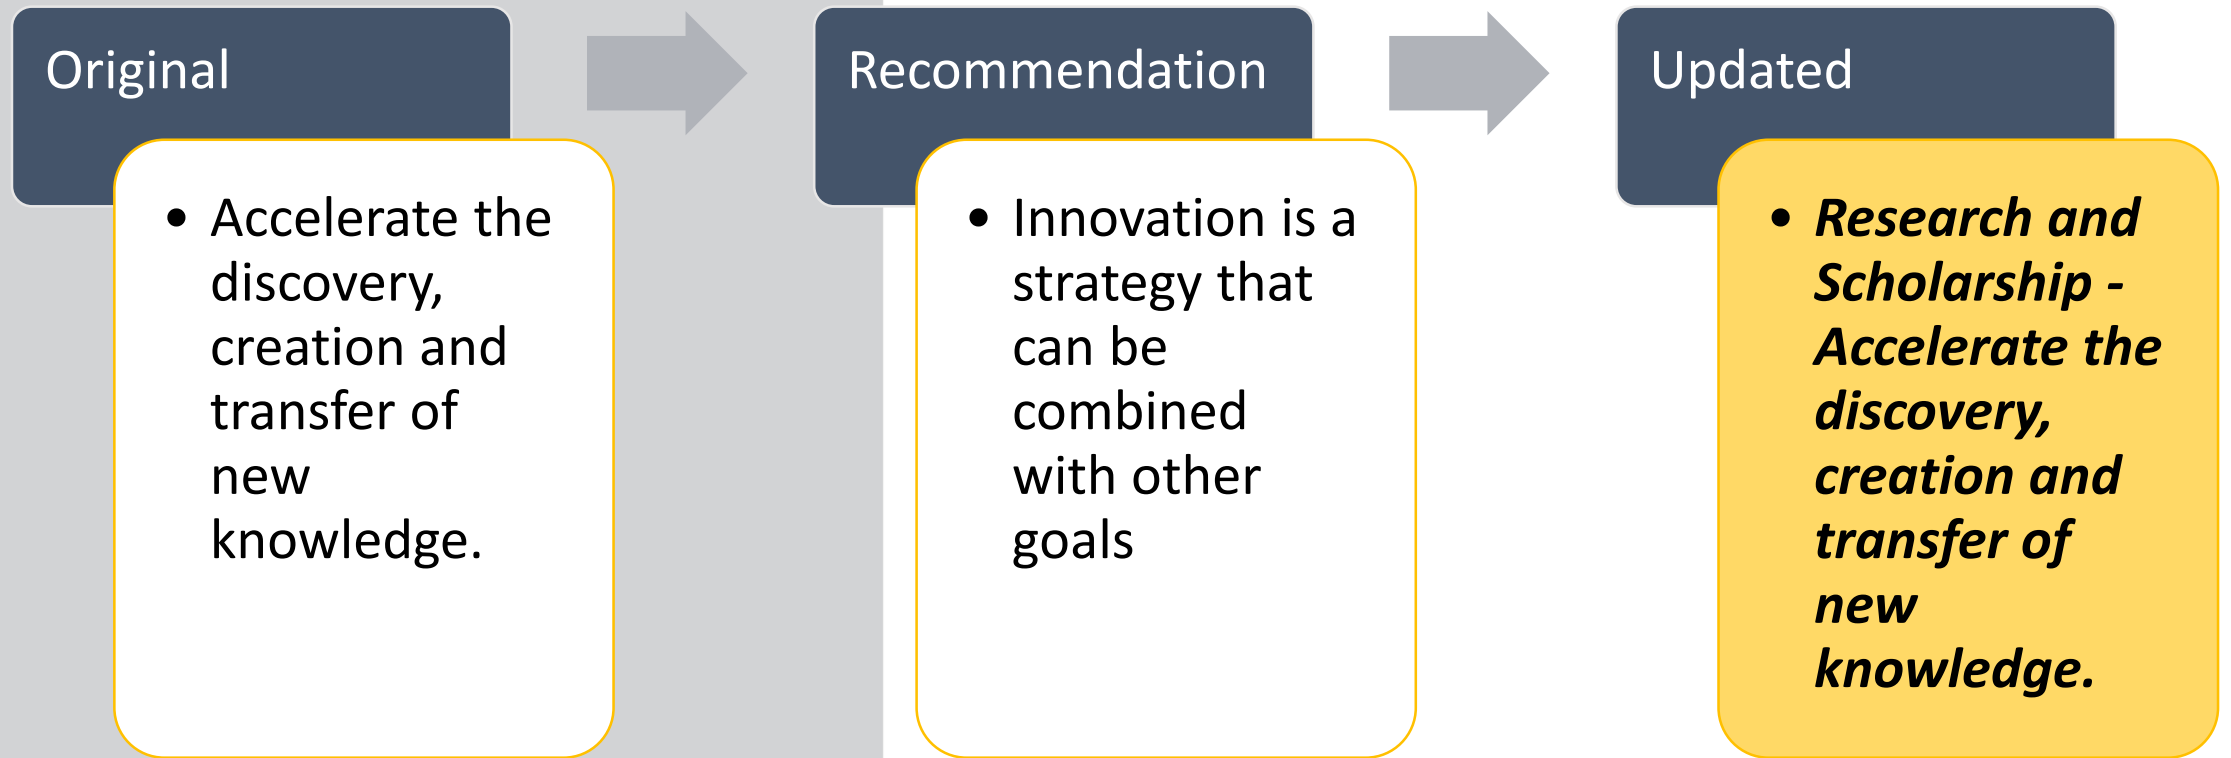 Original
• Accelerate the
discovery,
creation and
transfer of
new
knowledge.
Recommendation
• Innovation is a
strategy that
can be
combined
with other
goals
Updated
• Research and
Scholarship -
Accelerate the
discovery,
creation and
transfer of
new
knowledge.